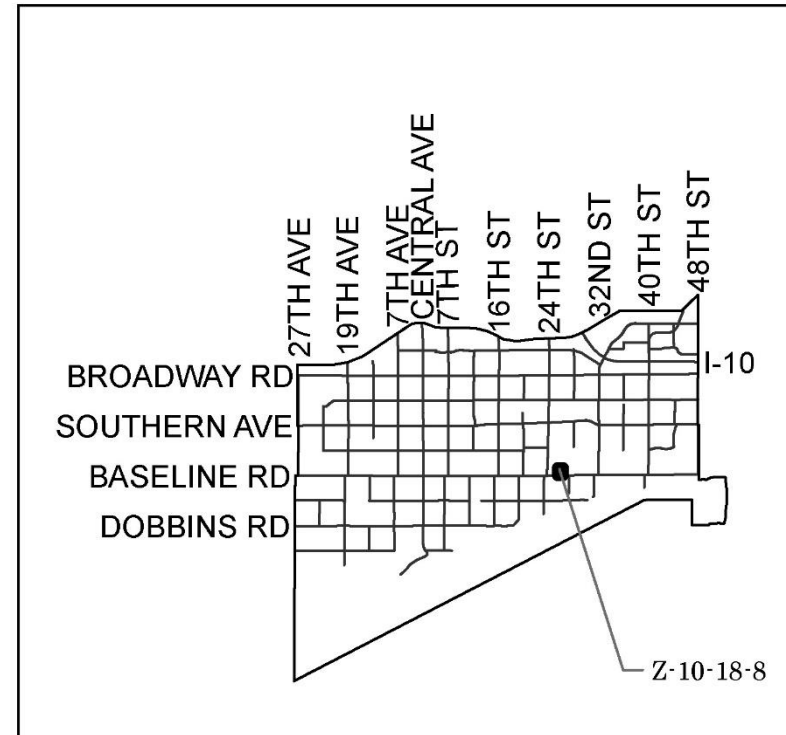 27TH AVE
19TH AVE
7TH AVE
CENTRAL AVE
7TH ST
16TH ST
24TH ST
32ND ST
40TH ST
48TH ST
I-10
BROADWAY RD
SOUTHERN AVE
BASELINE RD
DOBBINS RD
Z-10-18-8